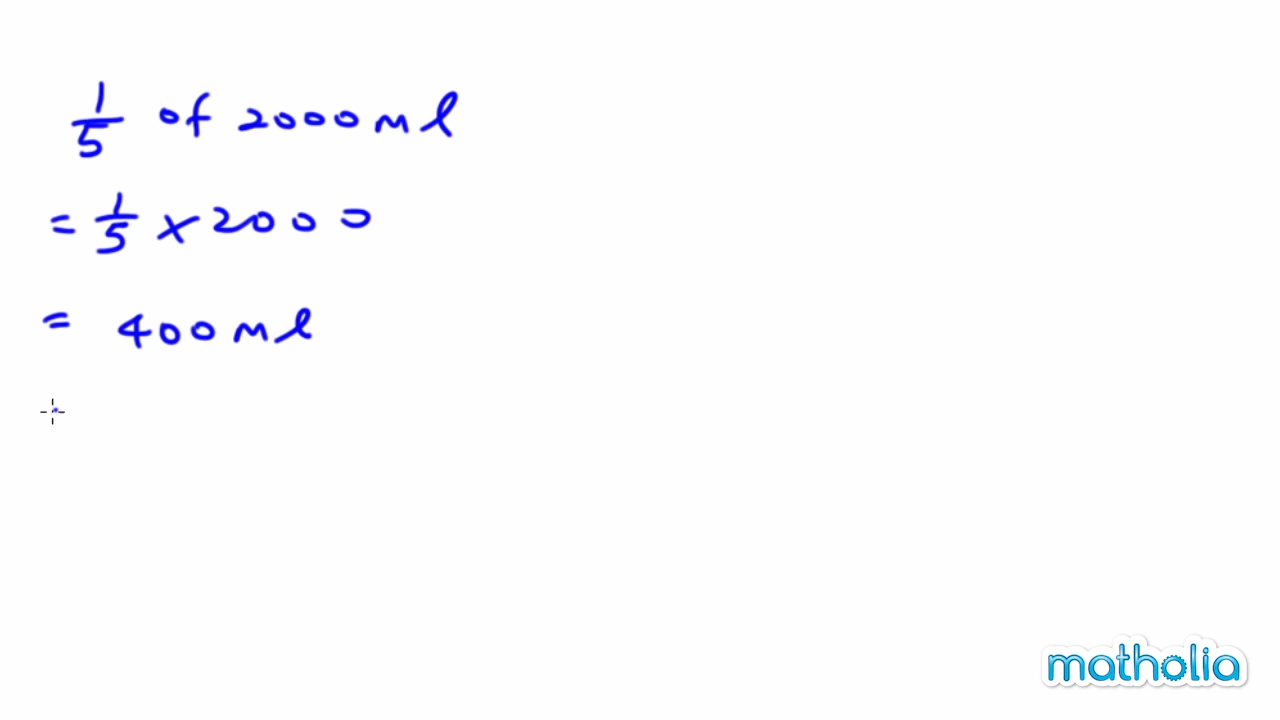 1/5 of 2000 ml
= 1/5 × 2000
= 400 ml
matholia